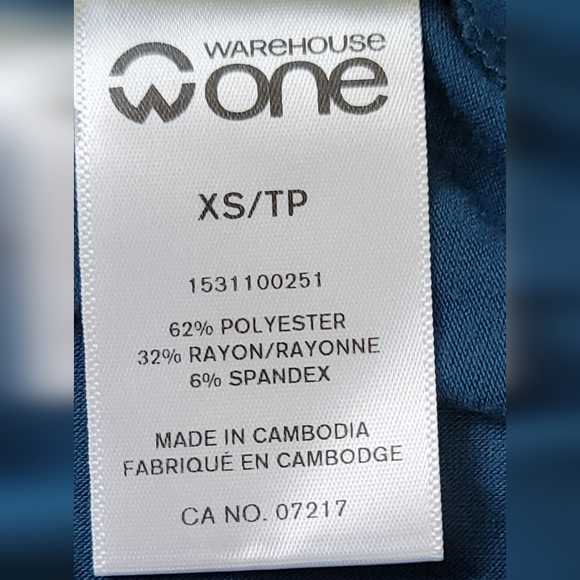 WAREHOUSE
one
XS/TP
1531100251
62% POLYESTER
32% RAYON/RAYONNE
6% SPANDEX
MADE IN CAMBODIA
FABRIQUÉ EN CAMBODGE
CA NO. 07217